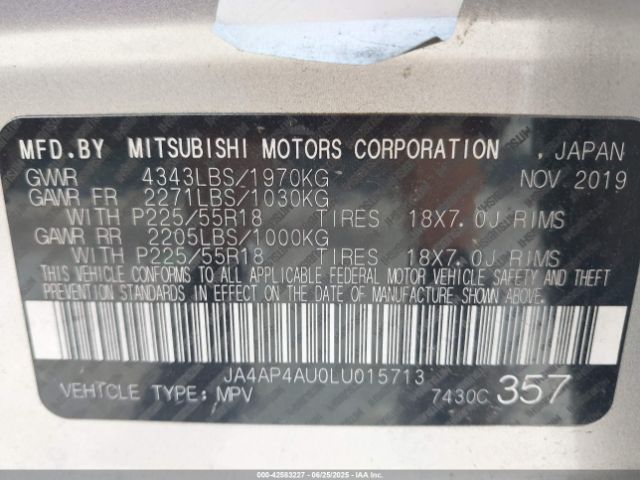 MFD.BY MITSUBISHI MOTORS CORPORATION , JAPAN
GVWR 4343LBS/1970KG NOV 2019
GAWR FR 2271LBS/1030KG
WITH P225/55R18 TIRES 18X7.0J RIMS
GAWR RR 2205LBS/1000KG
WITH P225/55R18 TIRES 18X7.0J RIMS
THIS VEHICLE CONFORMS TO ALL APPLICABLE FEDERAL MOTOR VEHICLE SAFETY AND THEFT
PREVENTION STANDARDS IN EFFECT ON THE DATE OF MANUFACTURE SHOWN ABOVE.
JA4AP4AU0LU015713
VEHICLE TYPE: MPV 7430C 357
000-42583227 - 06/25/2025 - IAAI.COM